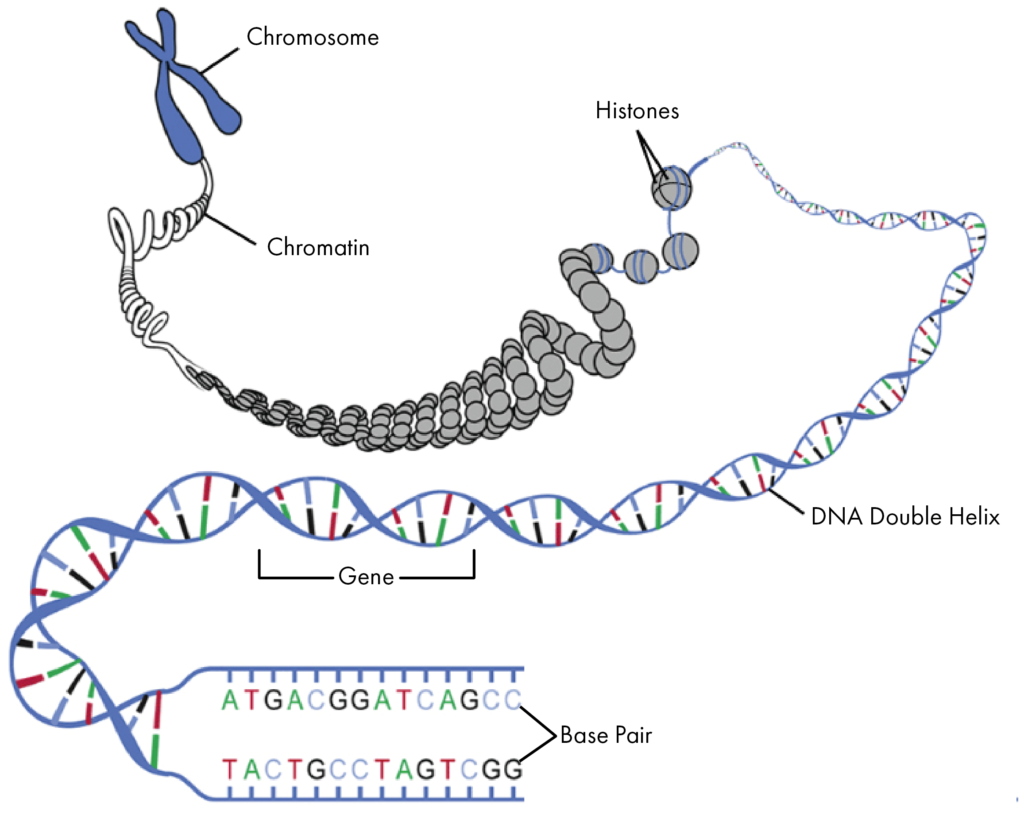 Chromosome
Histones
Chromatin
DNA Double Helix
Gene
ATGACGGATCAGCC
Base Pair
TACTGCCTAGTCGG